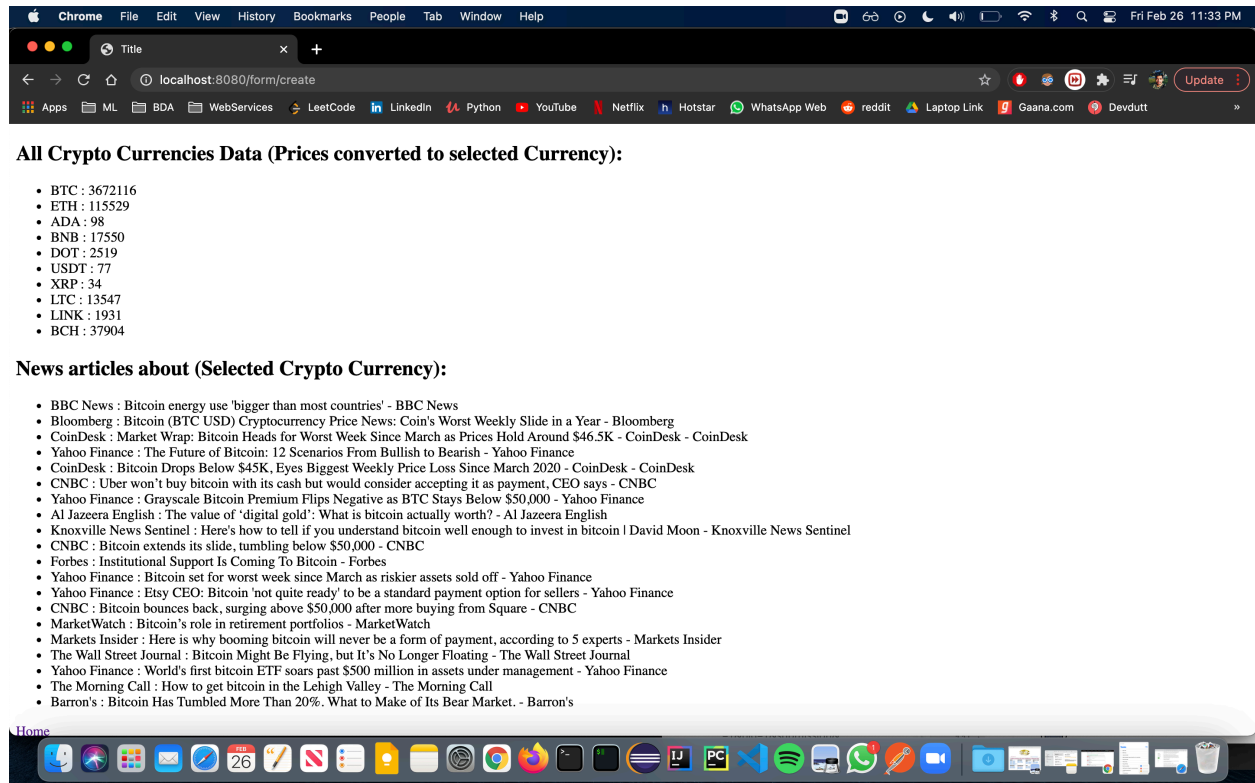 Chrome File Edit View History Bookmarks People Tab Window Help Fri Feb 26 11:33 PM
Title
localhost:8080/form/create Update
Apps ML BDA WebServices LeetCode LinkedIn Python YouTube Netflix Hotstar WhatsApp Web reddit Laptop Link Gaana.com Devdutt »
All Crypto Currencies Data (Prices converted to selected Currency):
• BTC : 3672116
• ETH : 115529
• ADA : 98
• BNB : 17550
• DOT : 2519
• USDT : 77
• XRP : 34
• LTC : 13547
• LINK : 1931
• BCH : 37904
News articles about (Selected Crypto Currency):
• BBC News : Bitcoin energy use 'bigger than most countries' - BBC News
• Bloomberg : Bitcoin (BTC USD) Cryptocurrency Price News: Coin's Worst Weekly Slide in a Year - Bloomberg
• CoinDesk : Market Wrap: Bitcoin Heads for Worst Week Since March as Prices Hold Around $46.5K - CoinDesk - CoinDesk
• Yahoo Finance : The Future of Bitcoin: 12 Scenarios From Bullish to Bearish - Yahoo Finance
• CoinDesk : Bitcoin Drops Below $45K, Eyes Biggest Weekly Price Loss Since March 2020 - CoinDesk - CoinDesk
• CNBC : Uber won’t buy bitcoin with its cash but would consider accepting it as payment, CEO says - CNBC
• Yahoo Finance : Grayscale Bitcoin Premium Flips Negative as BTC Stays Below $50,000 - Yahoo Finance
• Al Jazeera English : The value of ‘digital gold’: What is bitcoin actually worth? - Al Jazeera English
• Knoxville News Sentinel : Here's how to tell if you understand bitcoin well enough to invest in bitcoin | David Moon - Knoxville News Sentinel
• CNBC : Bitcoin extends its slide, tumbling below $50,000 - CNBC
• Forbes : Institutional Support Is Coming To Bitcoin - Forbes
• Yahoo Finance : Bitcoin set for worst week since March as riskier assets sold off - Yahoo Finance
• Yahoo Finance : Etsy CEO: Bitcoin 'not quite ready' to be a standard payment option for sellers - Yahoo Finance
• CNBC : Bitcoin bounces back, surging above $50,000 after more buying from Square - CNBC
• MarketWatch : Bitcoin’s role in retirement portfolios - MarketWatch
• Markets Insider : Here is why booming bitcoin will never be a form of payment, according to 5 experts - Markets Insider
• The Wall Street Journal : Bitcoin Might Be Flying, but It’s No Longer Floating - The Wall Street Journal
• Yahoo Finance : World's first bitcoin ETF soars past $500 million in assets under management - Yahoo Finance
• The Morning Call : How to get bitcoin in the Lehigh Valley - The Morning Call
• Barron's : Bitcoin Has Tumbled More Than 20%. What to Make of Its Bear Market. - Barron's
Home
FEB
26
IJ
PC
1